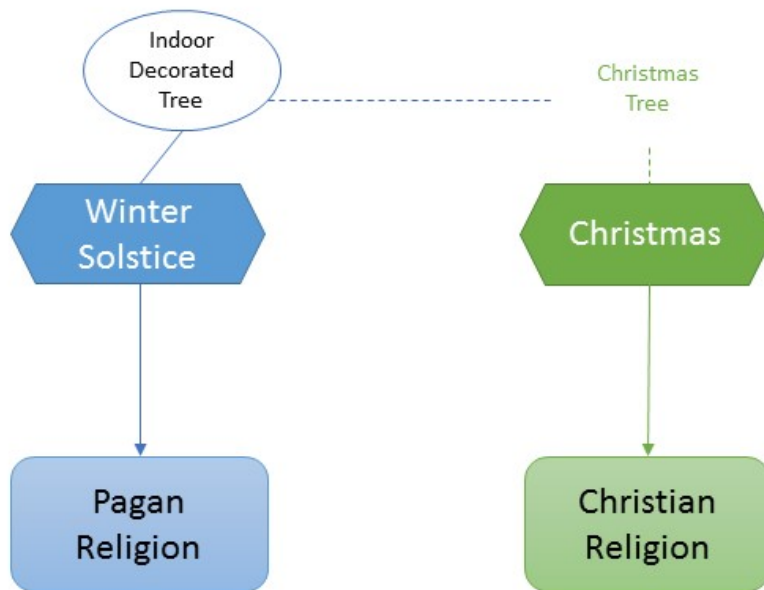 Indoor
Decorated
Tree
Christmas
Tree
Winter
Solstice
Christmas
Pagan
Religion
Christian
Religion